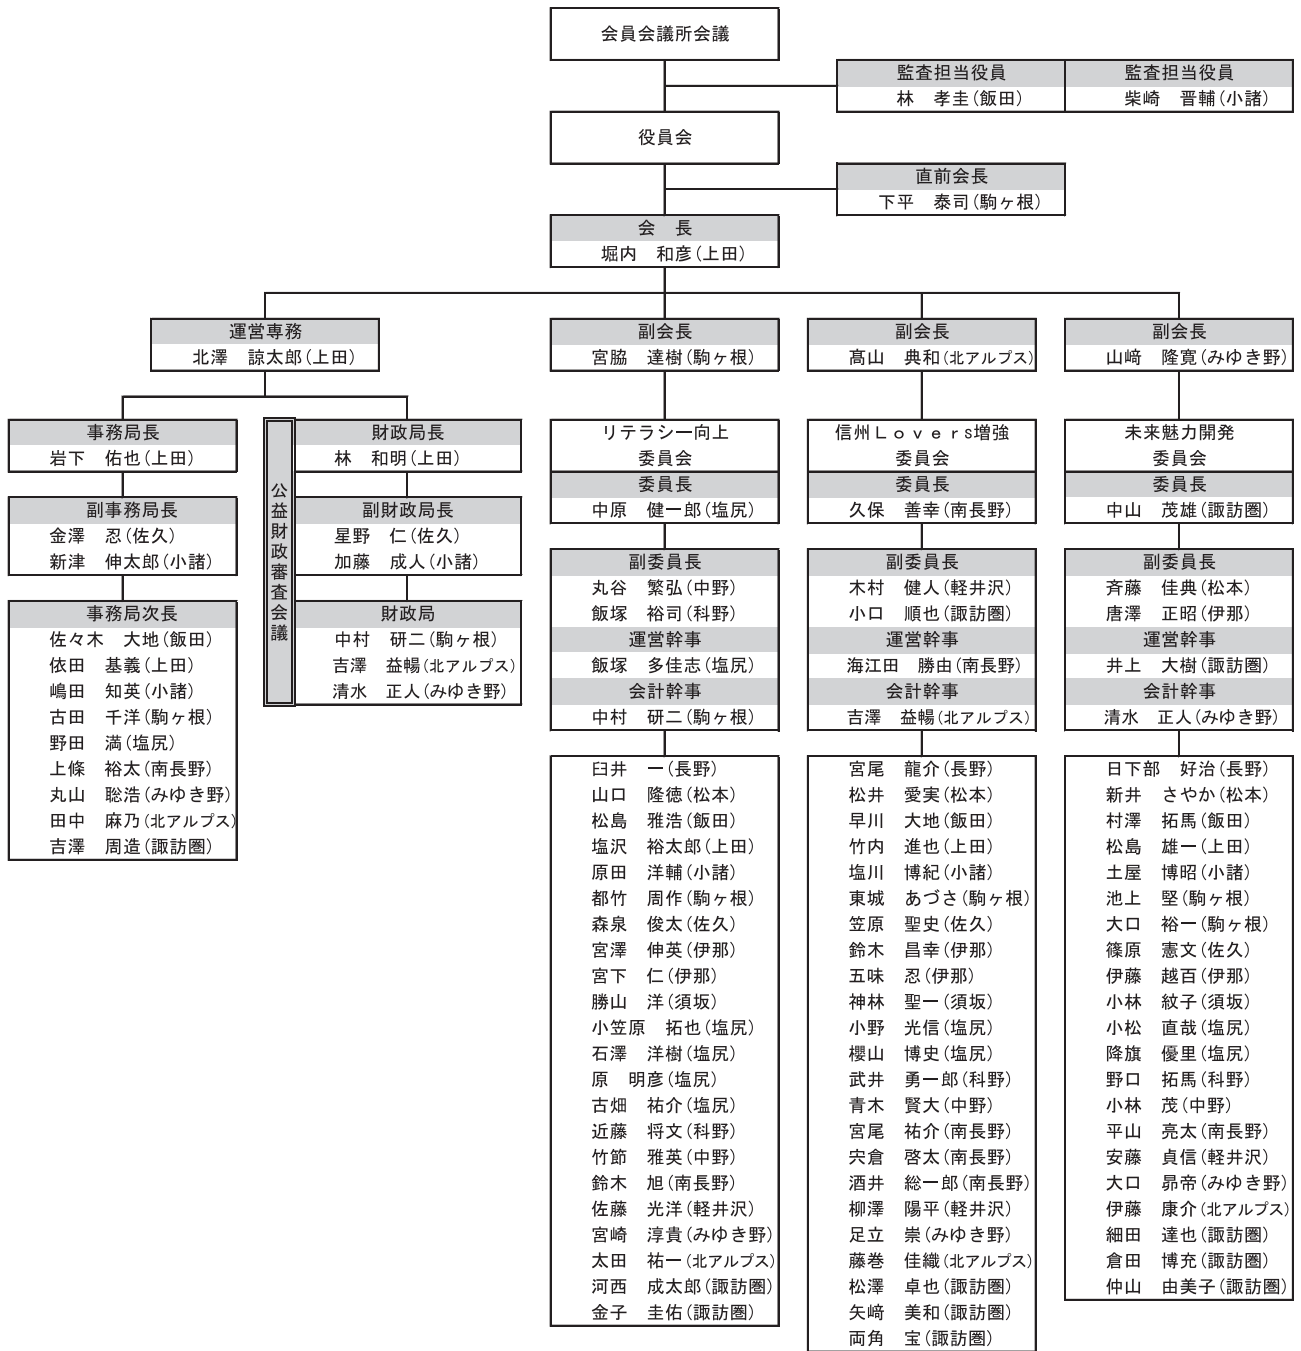 会員会議所会議
監査担当役員
林　孝圭(飯田)
監査担当役員
柴崎　晋輔(小諸)
役員会
直前会長
下平　泰司(駒ヶ根)
会　長
堀内　和彦(上田)
運営専務
北澤　諒太郎(上田)
事務局長
岩下　佑也(上田)
副事務局長
金澤　忍(佐久)
新津　伸太郎(小諸)
事務局次長
佐々木　大地(飯田)
依田　基義(上田)
嶋田　知英(小諸)
古田　千洋(駒ヶ根)
野田　満(塩尻)
上條　裕太(南長野)
丸山　聡浩(みゆき野)
田中　麻乃(北アルプス)
吉澤　周造(諏訪圏)
公益財政審査会議
財政局長
林　和明(上田)
副財政局長
星野　仁(佐久)
加藤　成人(小諸)
財政局
中村　研二(駒ヶ根)
吉澤　益暢(北アルプス)
清水　正人(みゆき野)
副会長
宮脇　達樹(駒ヶ根)
リテラシー向上
委員会
委員長
中原　健一郎(塩尻)
副委員長
丸谷　繁弘(中野)
飯塚　裕司(科野)
運営幹事
飯塚　多佳志(塩尻)
会計幹事
中村　研二(駒ヶ根)
臼井　一(長野)
山口　隆徳(松本)
松島　雅浩(飯田)
塩沢　裕太郎(上田)
原田　洋輔(小諸)
都竹　周作(駒ヶ根)
森泉　俊太(佐久)
宮澤　伸英(伊那)
宮下　仁(伊那)
勝山　洋(須坂)
小笠原　拓也(塩尻)
石澤　洋樹(塩尻)
原　明彦(塩尻)
古畑　祐介(塩尻)
近藤　将文(科野)
竹節　雅英(中野)
鈴木　旭(南長野)
佐藤　光洋(軽井沢)
宮崎　淳貴(みゆき野)
太田　祐一(北アルプス)
河西　成太郎(諏訪圏)
金子　圭佑(諏訪圏)
副会長
髙山　典和(北アルプス)
信州Ｌｏｖｅｒｓ増強
委員会
委員長
久保　善幸(南長野)
副委員長
木村　健人(軽井沢)
小口　順也(諏訪圏)
運営幹事
海江田　勝由(南長野)
会計幹事
吉澤　益暢(北アルプス)
宮尾　龍介(長野)
松井　愛実(松本)
早川　大地(飯田)
竹内　進也(上田)
塩川　博紀(小諸)
東城　あづさ(駒ヶ根)
笠原　聖史(佐久)
鈴木　昌幸(伊那)
五味　忍(伊那)
神林　聖一(須坂)
小野　光信(塩尻)
櫻山　博史(塩尻)
武井　勇一郎(科野)
青木　賢大(中野)
宮尾　祐介(南長野)
宍倉　啓太(南長野)
酒井　総一郎(南長野)
柳澤　陽平(軽井沢)
足立　崇(みゆき野)
藤巻　佳織(北アルプス)
松澤　卓也(諏訪圏)
矢﨑　美和(諏訪圏)
両角　宝(諏訪圏)
副会長
山﨑　隆寛(みゆき野)
未来魅力開発
委員会
委員長
中山　茂雄(諏訪圏)
副委員長
斉藤　佳典(松本)
唐澤　正昭(伊那)
運営幹事
井上　大樹(諏訪圏)
会計幹事
清水　正人(みゆき野)
日下部　好治(長野)
新井　さやか(松本)
村澤　拓馬(飯田)
松島　雄一(上田)
土屋　博昭(小諸)
池上　堅(駒ヶ根)
大口　裕一(駒ヶ根)
篠原　憲文(佐久)
伊藤　越百(伊那)
小林　紋子(須坂)
小松　直哉(塩尻)
降旗　優里(塩尻)
野口　拓馬(科野)
小林　茂(中野)
平山　亮太(南長野)
安藤　貞信(軽井沢)
大口　昴帝(みゆき野)
伊藤　康介(北アルプス)
細田　達也(諏訪圏)
倉田　博充(諏訪圏)
仲山　由美子(諏訪圏)